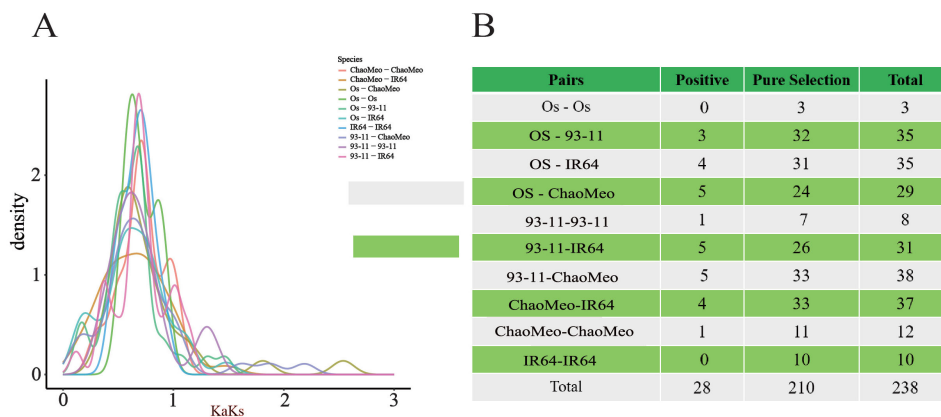 A
Species
ChaoMeo – ChaoMeo
ChaoMeo – IR64
Os – ChaoMeo
Os – Os
Os – 93-11
Os – IR64
IR64 – IR64
93-11 – ChaoMeo
93-11 – 93-11
93-11 – IR64
density
2
1
0
0 1 2 3
KaKs
B
Pairs Positive Pure Selection Total
Os - Os 0 3 3
OS - 93-11 3 32 35
OS - IR64 4 31 35
OS - ChaoMeo 5 24 29
93-11-93-11 1 7 8
93-11-IR64 5 26 31
93-11-ChaoMeo 5 33 38
ChaoMeo-IR64 4 33 37
ChaoMeo-ChaoMeo 1 11 12
IR64-IR64 0 10 10
Total 28 210 238